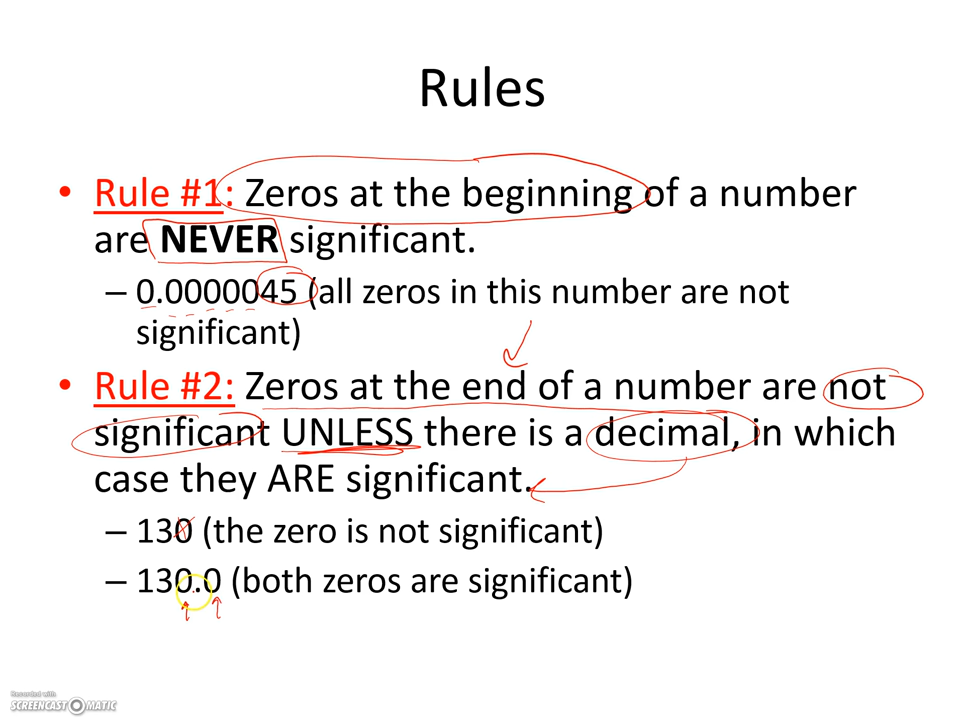 Rules
• Rule #1: Zeros at the beginning of a number
are NEVER significant.
– 0.0000045 (all zeros in this number are not
significant)
• Rule #2: Zeros at the end of a number are not
significant UNLESS there is a decimal, in which
case they ARE significant.
– 130 (the zero is not significant)
– 130.0 (both zeros are significant)
Recorded with
SCREENCAST-O-MATIC